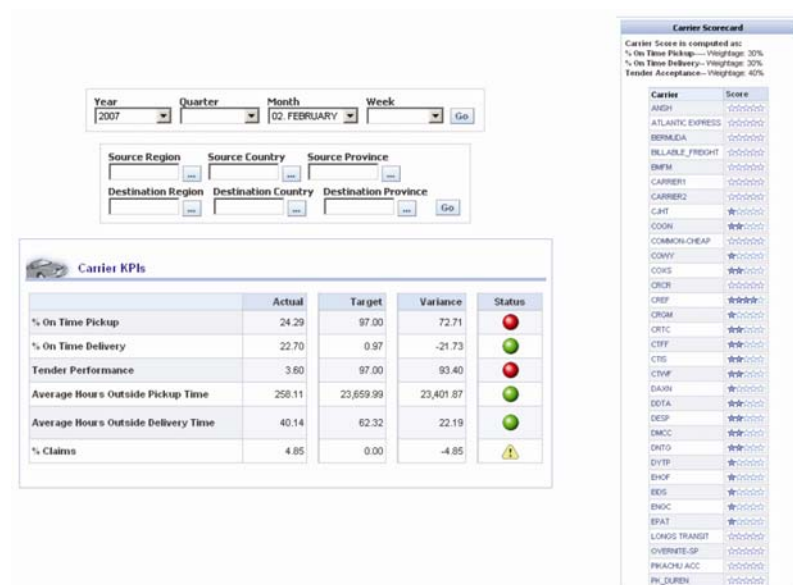 Year Quarter Month Week
2007 02. FEBRUARY Go
Source Region Source Country Source Province
... ... ...
Destination Region Destination Country Destination Province
... ... ... Go
Carrier KPIs
Actual Target Variance Status
% On Time Pickup 24.29 97.00 72.71
% On Time Delivery 22.70 0.97 -21.73
Tender Performance 3.60 97.00 93.40
Average Hours Outside Pickup Time 258.11 23,659.99 23,401.87
Average Hours Outside Delivery Time 40.14 62.32 22.19
% Claims 4.85 0.00 -4.85
Carrier Scorecard
Carrier Score is computed as:
% On Time Pickup---- Weightage: 30%
% On Time Delivery-- Weightage: 30%
Tender Acceptance-- Weightage: 40%
Carrier Score
ANSH
ATLANTIC EXPRESS
BERMUDA
BILLABLE_FREIGHT
BMFM
CARRIER1
CARRIER2
CJHT
COGN
COMMON-CHEAP
COWY
COXS
CRCR
CREF
CRGM
CRTC
CTFF
CTIS
CTWF
DAXN
DDTA
DESP
DMCC
DNTO
DYTP
EHOF
EIDS
ENGC
EPAT
LONGS TRANSIT
OVERNITE-SP
PIKACHU ACC
PK_DUREN